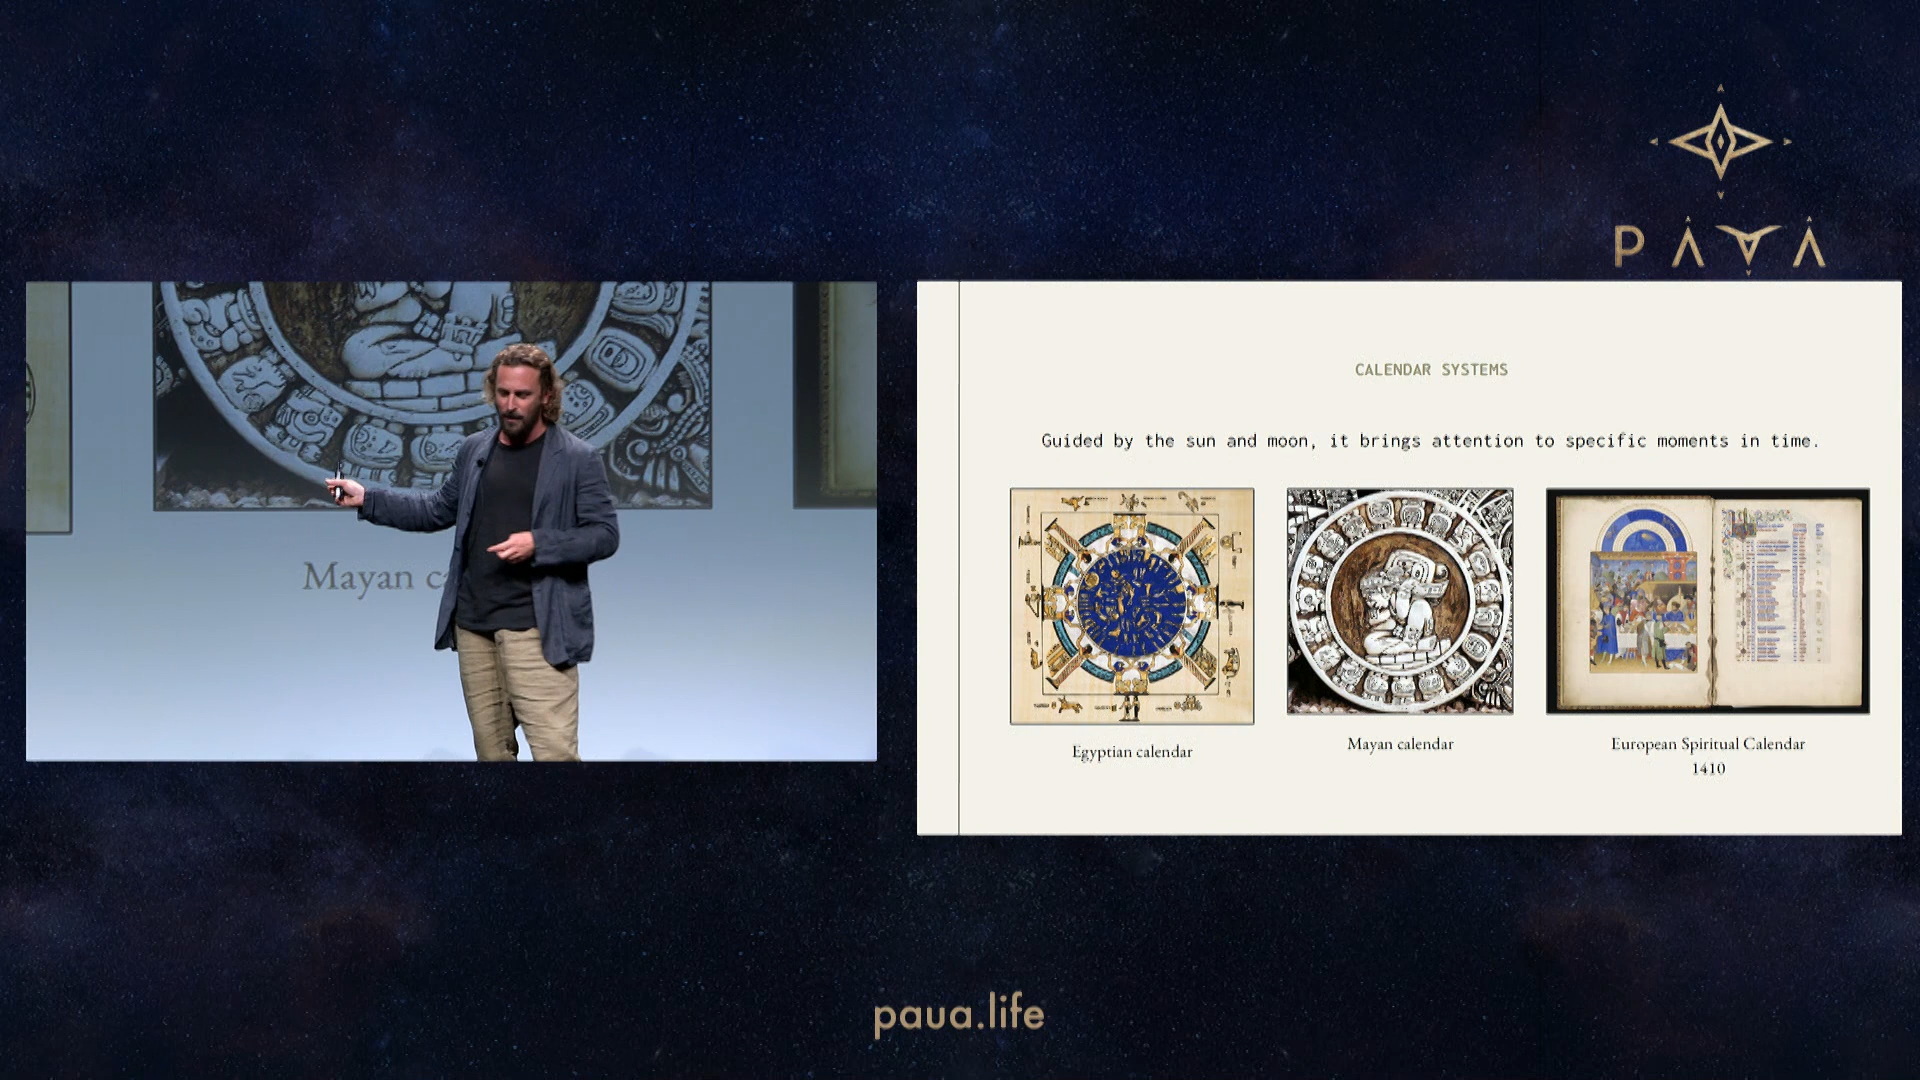 PAUA
Mayan ca
CALENDAR SYSTEMS
Guided by the sun and moon, it brings attention to specific moments in time.
Egyptian calendar
Mayan calendar
European Spiritual Calendar
1410
paua.life